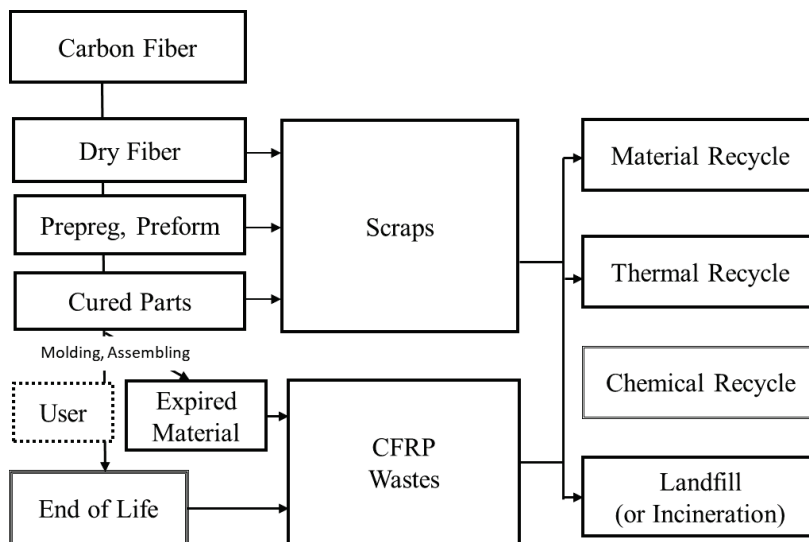 Carbon Fiber
Dry Fiber
Prepreg, Preform
Cured Parts
Molding, Assembling
User
Expired
Material
End of Life
Scraps
CFRP
Wastes
Material Recycle
Thermal Recycle
Chemical Recycle
Landfill
(or Incineration)